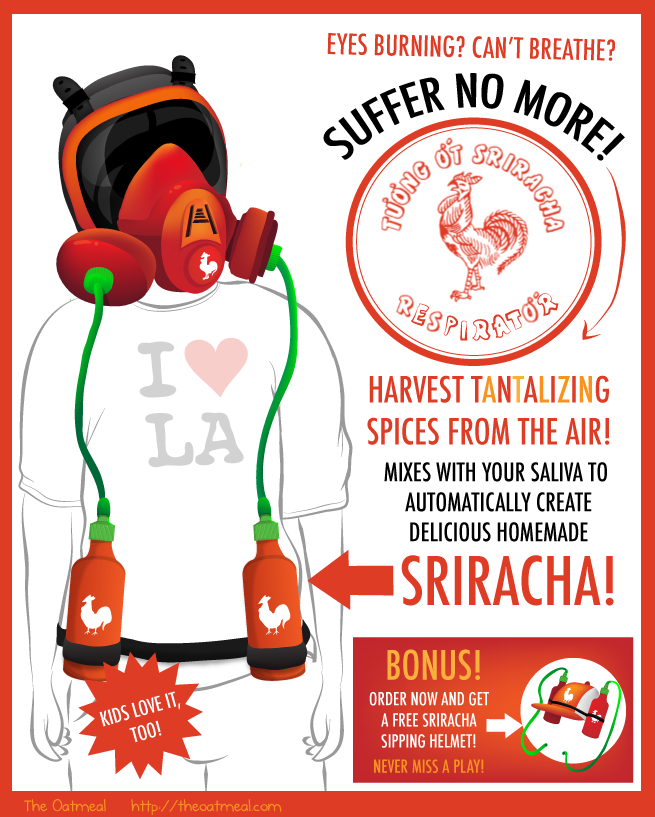 EYES BURNING? CAN'T BREATHE?
SUFFER NO MORE!
TƯƠNG ỚT SRIRACHA
RESPIRATOR
HARVEST TANTALIZING
SPICES FROM THE AIR!
MIXES WITH YOUR SALIVA TO
AUTOMATICALLY CREATE
DELICIOUS HOMEMADE
SRIRACHA!
I
LA
KIDS LOVE IT,
TOO!
BONUS!
ORDER NOW AND GET
A FREE SRIRACHA
SIPPING HELMET!
NEVER MISS A PLAY!
The Oatmeal http://theoatmeal.com